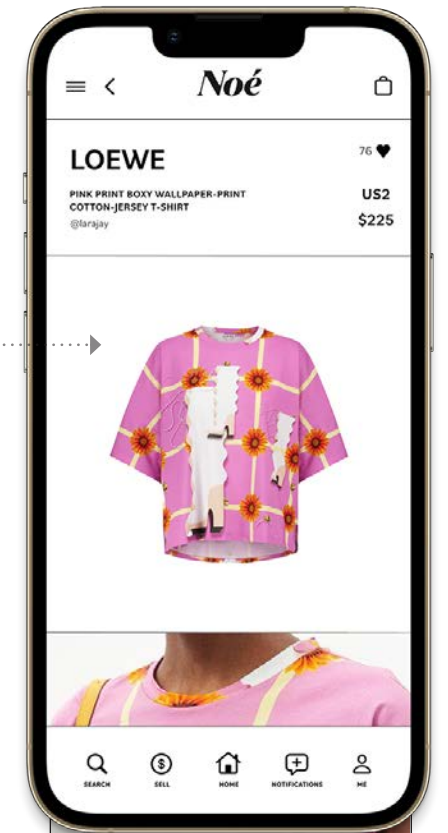 Noé
LOEWE
76
PINK PRINT BOXY WALLPAPER-PRINT
COTTON-JERSEY T-SHIRT
US2
@larajay
$225
SEARCH
SELL
HOME
NOTIFICATIONS
ME